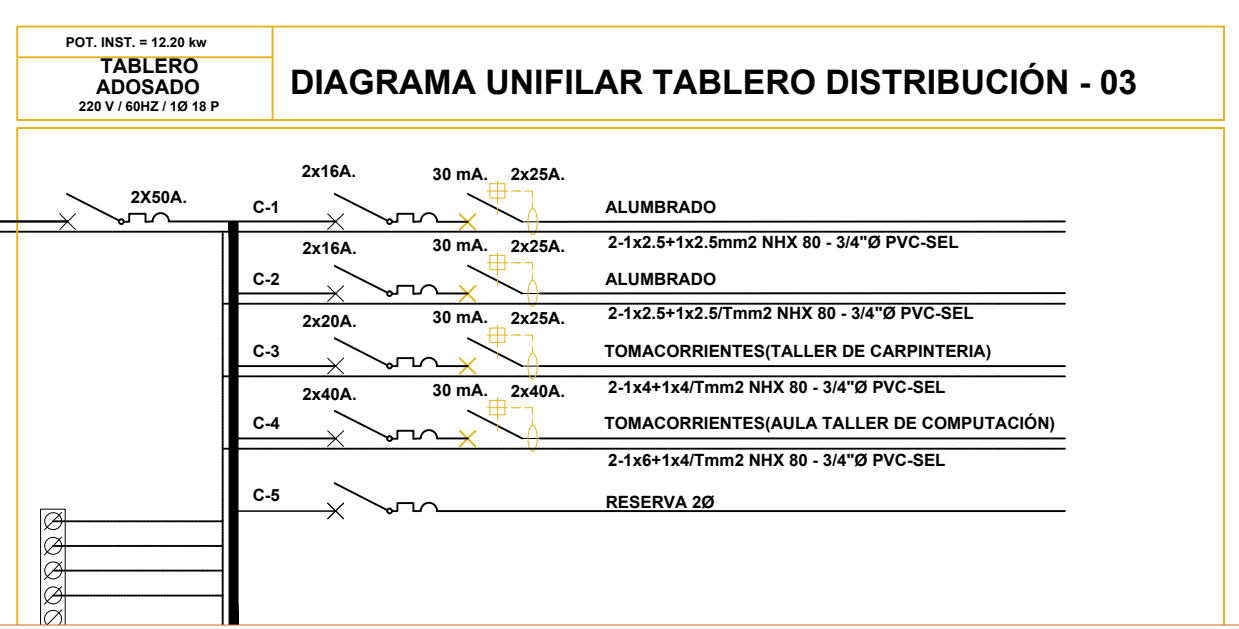 POT. INST. = 12.20 kw
TABLERO
ADOSADO
220 V / 60HZ / 1Ø 18 P
DIAGRAMA UNIFILAR TABLERO DISTRIBUCIÓN - 03
2X50A.
C-1
2x16A.
30 mA.
2x25A.
ALUMBRADO
2-1x2.5+1x2.5mm2 NHX 80 - 3/4"Ø PVC-SEL
C-2
2x16A.
30 mA.
2x25A.
ALUMBRADO
2-1x2.5+1x2.5/Tmm2 NHX 80 - 3/4"Ø PVC-SEL
C-3
2x20A.
30 mA.
2x25A.
TOMACORRIENTES(TALLER DE CARPINTERIA)
2-1x4+1x4/Tmm2 NHX 80 - 3/4"Ø PVC-SEL
C-4
2x40A.
30 mA.
2x40A.
TOMACORRIENTES(AULA TALLER DE COMPUTACIÓN)
2-1x6+1x4/Tmm2 NHX 80 - 3/4"Ø PVC-SEL
C-5
RESERVA 2Ø